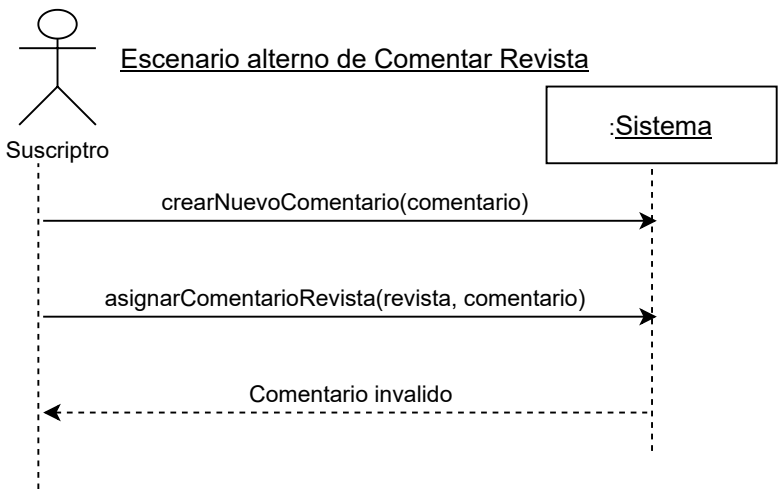 Escenario alterno de Comentar Revista
:Sistema
Suscriptro
crearNuevoComentario(comentario)
asignarComentarioRevista(revista, comentario)
Comentario invalido